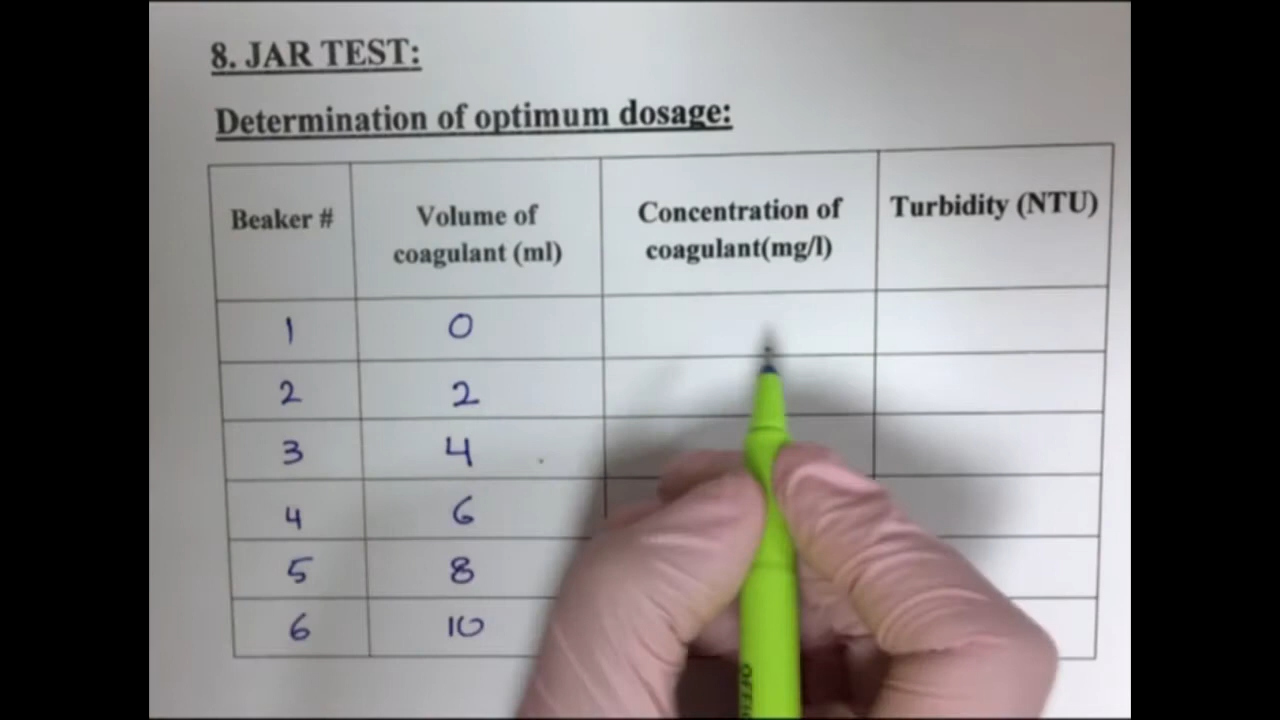 8. JAR TEST:
Determination of optimum dosage:
Beaker # Volume of coagulant (ml) Concentration of coagulant(mg/l) Turbidity (NTU)
1 0
2 2
3 4
4 6
5 8
6 10